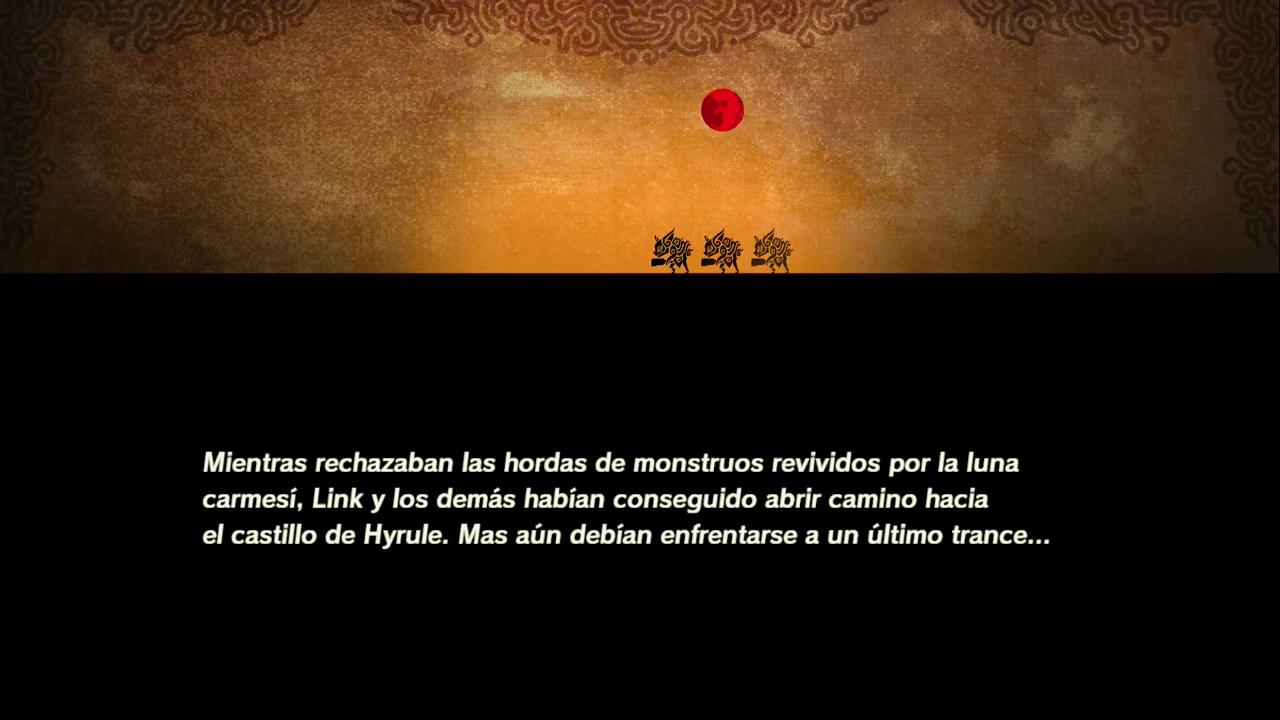 Mientras rechazaban las hordas de monstruos revividos por la luna
carmesí, Link y los demás habían conseguido abrir camino hacia
el castillo de Hyrule. Mas aún debían enfrentarse a un último trance...